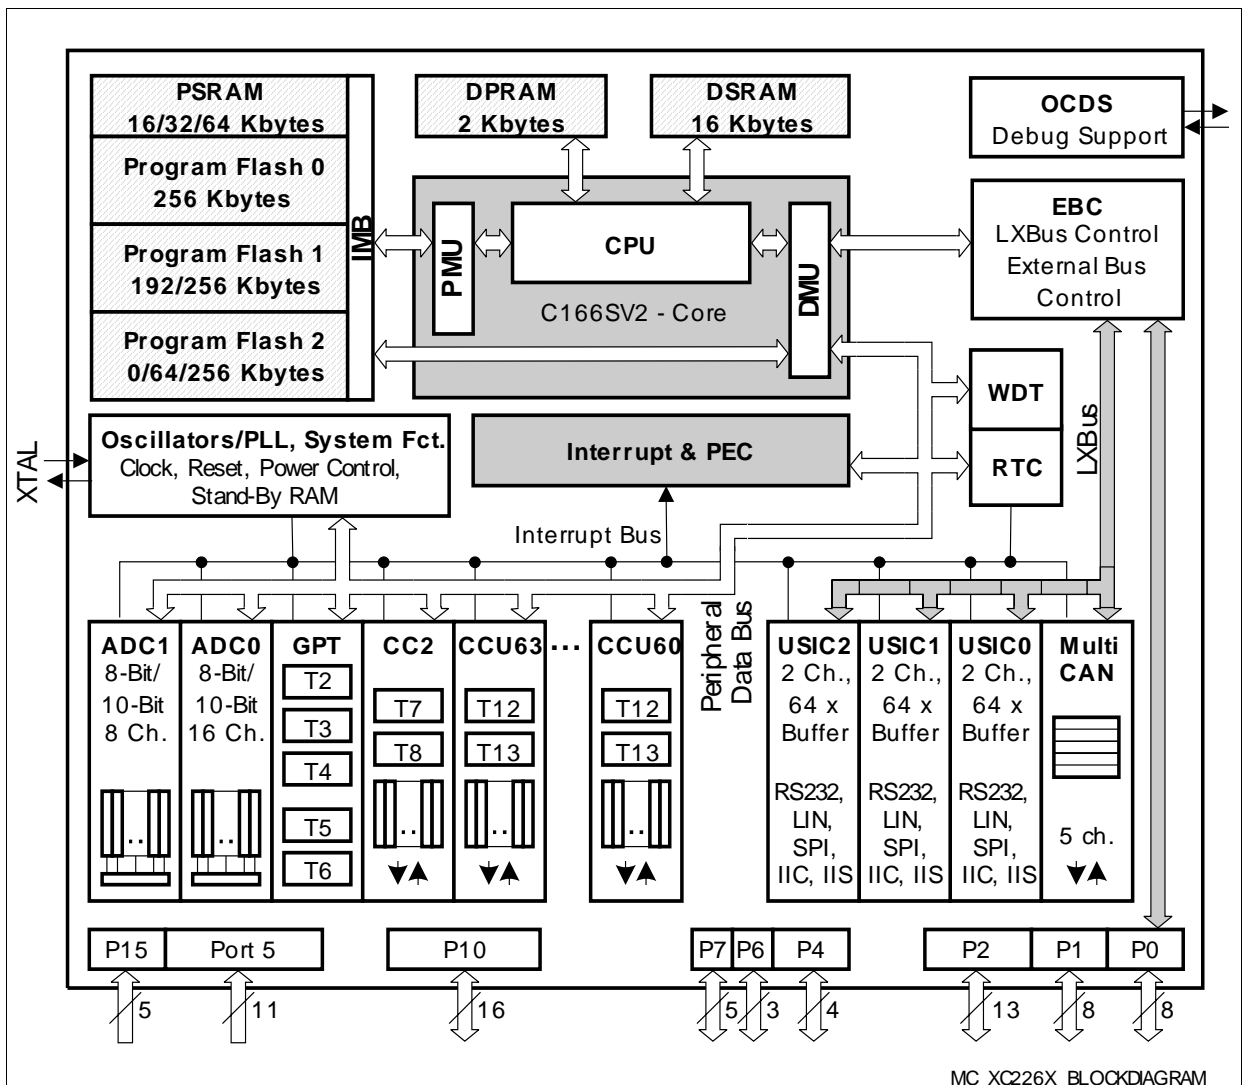 PSRAM
16/32/64 Kbytes
Program Flash 0
256 Kbytes
Program Flash 1
192/256 Kbytes
Program Flash 2
0/64/256 Kbytes
IMB
DPRAM
2 Kbytes
DSRAM
16 Kbytes
OCDS
Debug Support
PMU
CPU
DMU
C166SV2 - Core
EBC
LXBus Control
External Bus
Control
WDT
RTC
LXBus
XTAL
Oscillators/PLL, System Fct.
Clock, Reset, Power Control,
Stand-By RAM
Interrupt & PEC
Interrupt Bus
Peripheral
Data Bus
ADC1
8-Bit/
10-Bit
8 Ch.
ADC0
8-Bit/
10-Bit
16 Ch.
GPT
T2
T3
T4
T5
T6
CC2
T7
T8
CCU63
T12
T13
...
CCU60
T12
T13
USIC2
2 Ch.,
64 x
Buffer
RS232,
LIN,
SPI,
IIC, IIS
USIC1
2 Ch.,
64 x
Buffer
RS232,
LIN,
SPI,
IIC, IIS
USIC0
2 Ch.,
64 x
Buffer
RS232,
LIN,
SPI,
IIC, IIS
Multi
CAN
5 ch.
P15
Port 5
P10
P7
P6
P4
P2
P1
P0
5
11
16
5
3
4
13
8
8
MC_XC226X_BLOCKDIAGRAM